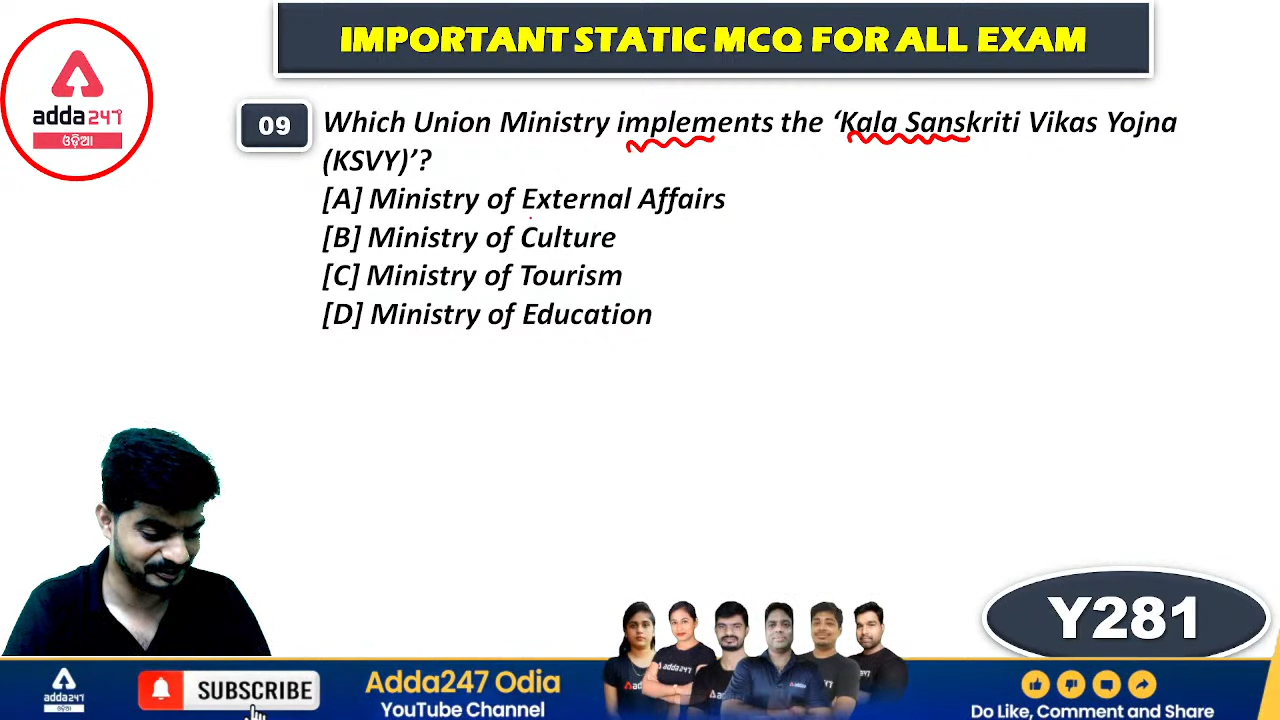 IMPORTANT STATIC MCQ FOR ALL EXAM
adda247
ଓଡ଼ିଆ
09
Which Union Ministry implements the ‘Kala Sanskriti Vikas Yojna
(KSVY)’?
[A] Ministry of External Affairs
[B] Ministry of Culture
[C] Ministry of Tourism
[D] Ministry of Education
Y281
adda247
ଓଡ଼ିଆ
SUBSCRIBE
Adda247 Odia
YouTube Channel
adda247
Do Like, Comment and Share